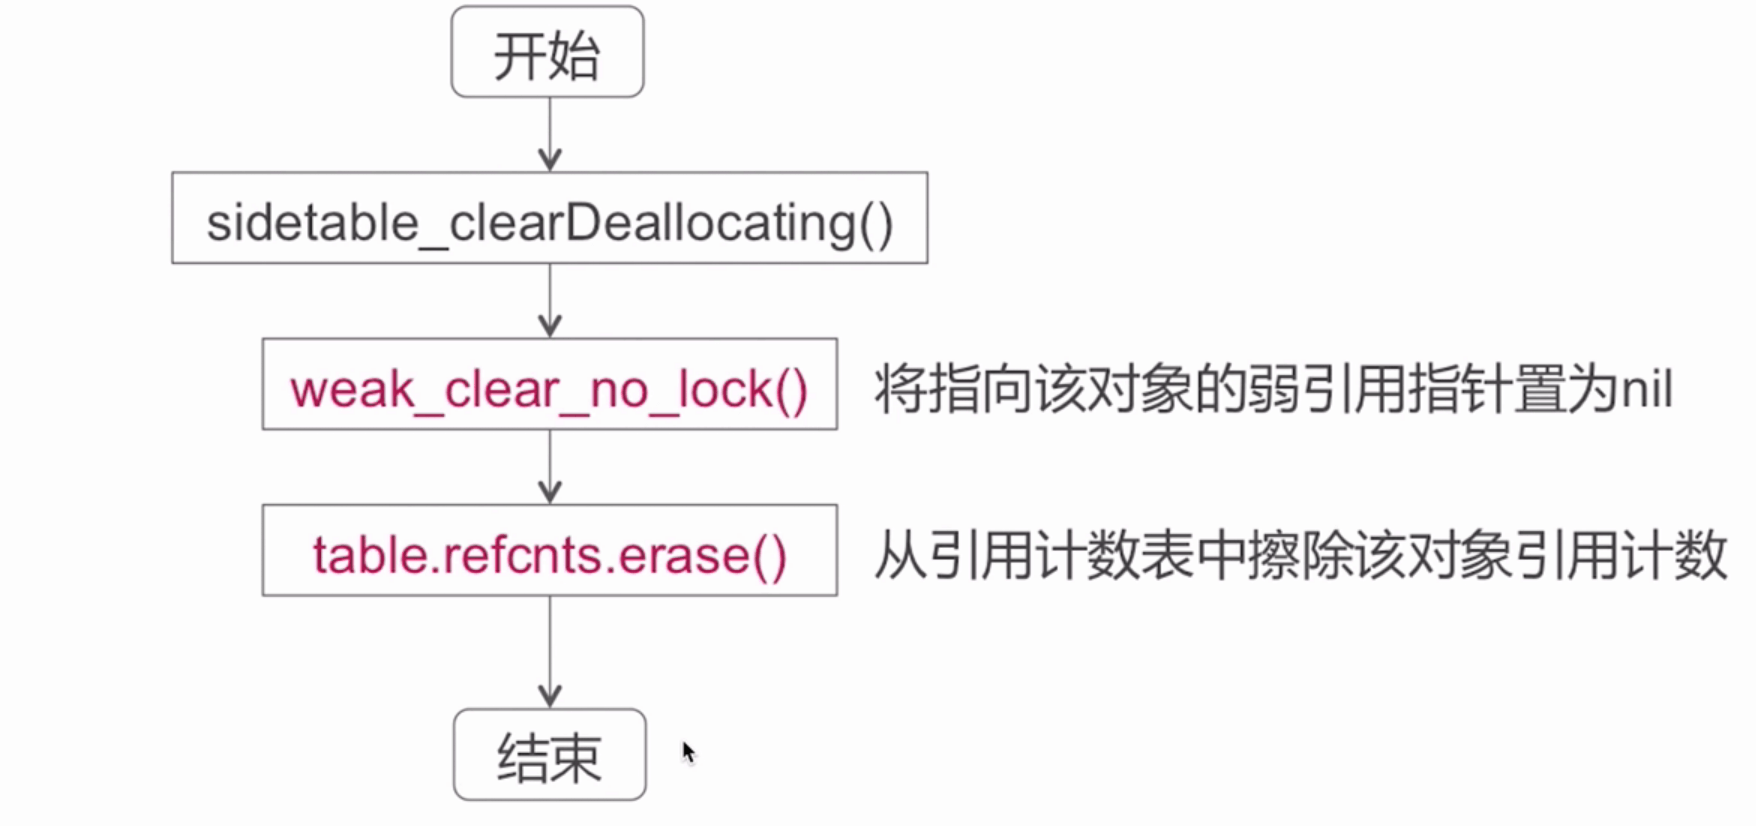 开始
sidetable_clearDeallocating()
weak_clear_no_lock() 将指向该对象的弱引用指针置为nil
table.refcnts.erase() 从引用计数表中擦除该对象引用计数
结束